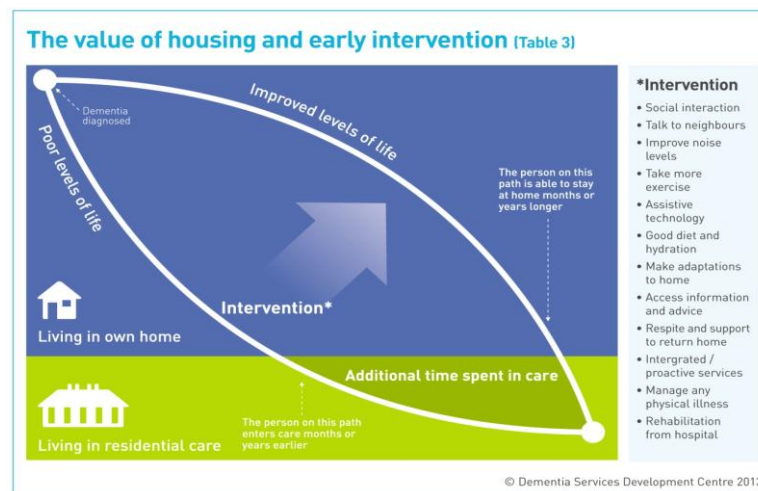 The value of housing and early intervention (Table 3)
Dementia
diagnosed
Improved levels of life
Poor levels of life
The person on this
path is able to stay
at home months or
years longer
Intervention*
Living in own home
Additional time spent in care
The person on this path
enters care months or
years earlier
Living in residential care
*Intervention
• Social interaction
• Talk to neighbours
• Improve noise
levels
• Take more
exercise
• Assistive
technology
• Good diet and
hydration
• Make adaptations
to home
• Access information
and advice
• Respite and support
to return home
• Intergrated /
proactive services
• Manage any
physical illness
• Rehabilitation
from hospital
© Dementia Services Development Centre 2013